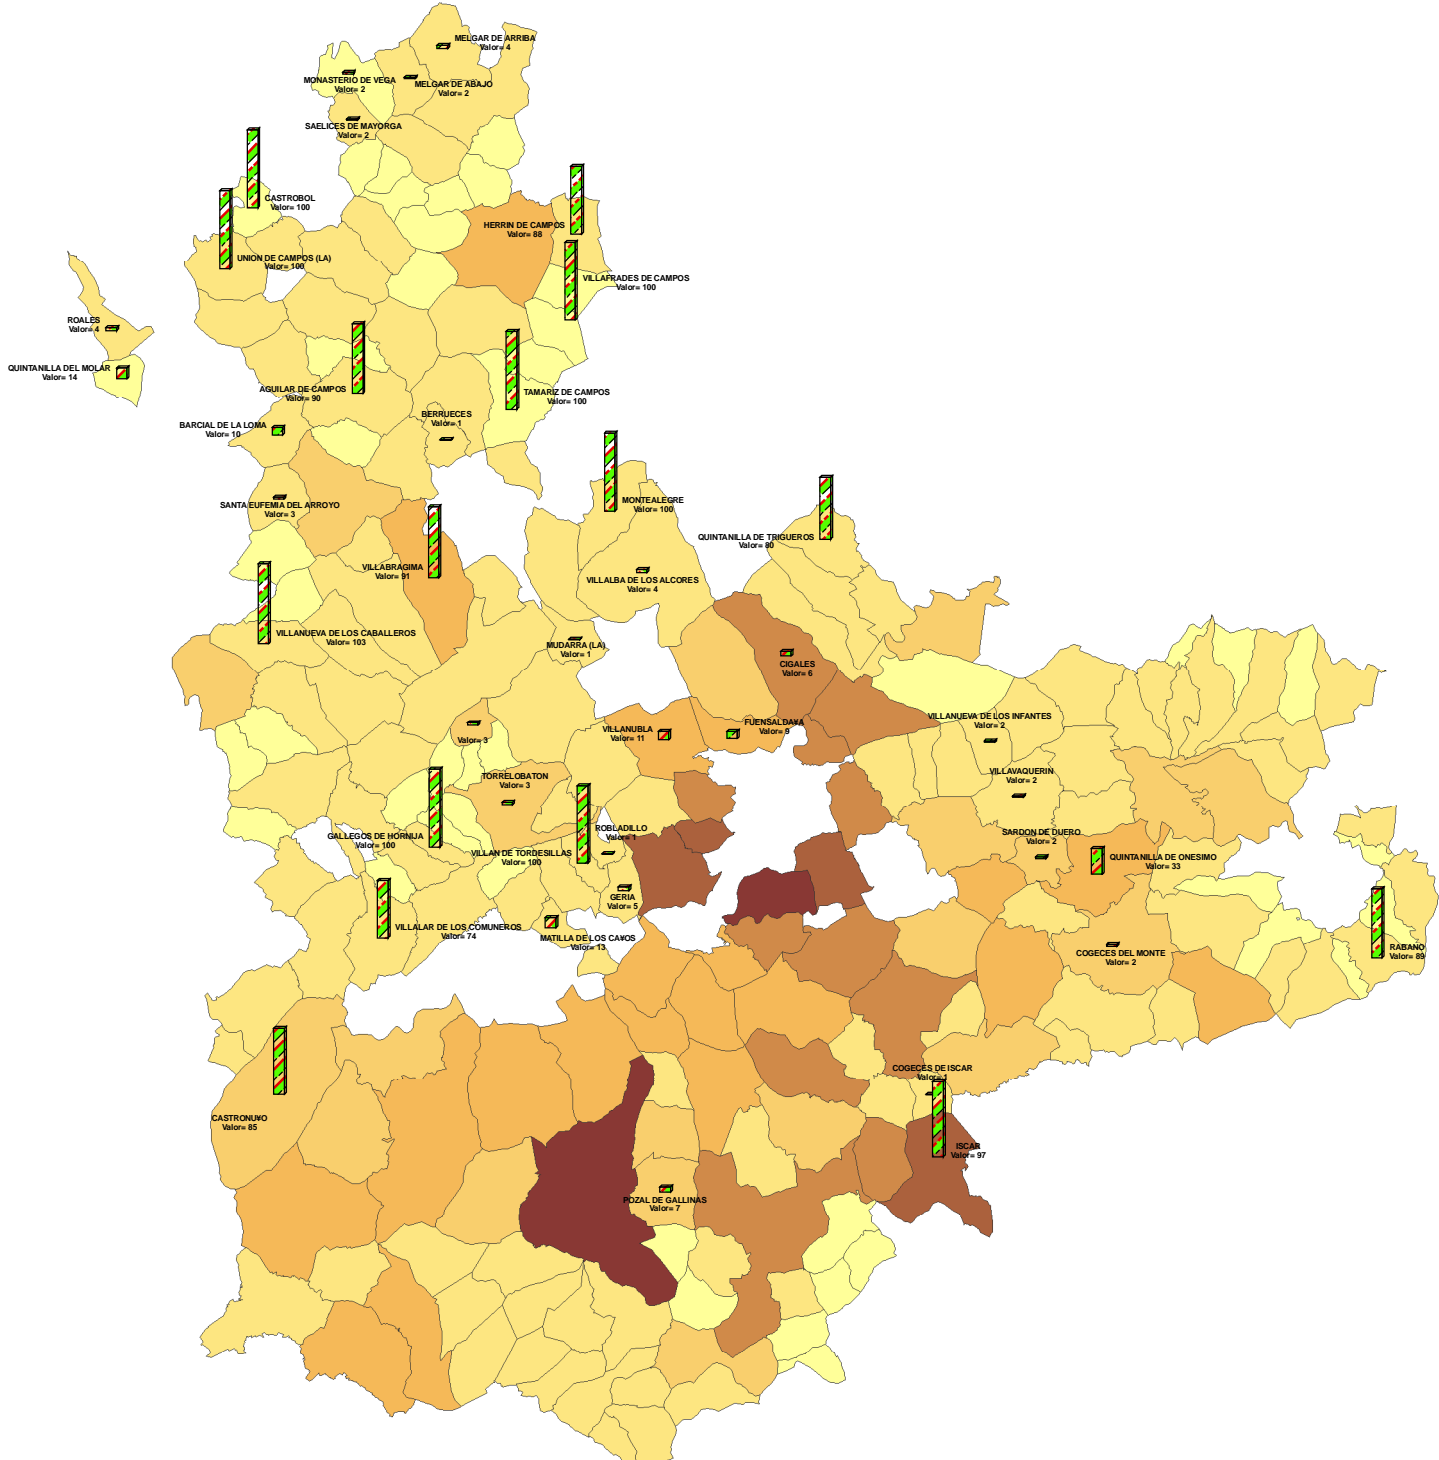 MELGAR DE ARRIBA
Valor= 4
MONASTERIO DE VEGA
Valor= 2
MELGAR DE ABAJO
Valor= 2
SAELICES DE MAYORGA
Valor= 2
CASTROBOL
Valor= 100
HERRIN DE CAMPOS
Valor= 88
UNION DE CAMPOS (LA)
Valor= 100
VILLAFRADES DE CAMPOS
Valor= 100
ROALES
Valor= 4
QUINTANILLA DEL MOLAR
Valor= 14
AGUILAR DE CAMPOS
Valor= 90
TAMARIZ DE CAMPOS
Valor= 100
BERRUECES
Valor= 1
BARCIAL DE LA LOMA
Valor= 10
SANTA EUFEMIA DEL ARROYO
Valor= 3
MONTEALEGRE
Valor= 100
QUINTANILLA DE TRIGUEROS
Valor= 80
VILLABRAGIMA
Valor= 91
VILLALBA DE LOS ALCORES
Valor= 4
VILLANUEVA DE LOS CABALLEROS
Valor= 103
MUDARRA (LA)
Valor= 1
CIGALES
Valor= 6
VILLANUBLA
Valor= 11
FUENSALDA¥A
Valor= 9
VILLANUEVA DE LOS INFANTES
Valor= 2
Valor= 3
TORRELOBATON
Valor= 3
VILLAVAQUERIN
Valor= 2
GALLEGOS DE HORNIJA
Valor= 100
ROBLADILLO
Valor= 1
SARDON DE DUERO
Valor= 2
VILLAN DE TORDESILLAS
Valor= 100
QUINTANILLA DE ONESIMO
Valor= 33
GERIA
Valor= 5
VILLALAR DE LOS COMUNEROS
Valor= 74
MATILLA DE LOS CA¥OS
Valor= 13
COGECES DEL MONTE
Valor= 2
RABANO
Valor= 89
COGECES DE ISCAR
Valor= 1
CASTRONU¥O
Valor= 85
ISCAR
Valor= 97
POZAL DE GALLINAS
Valor= 7